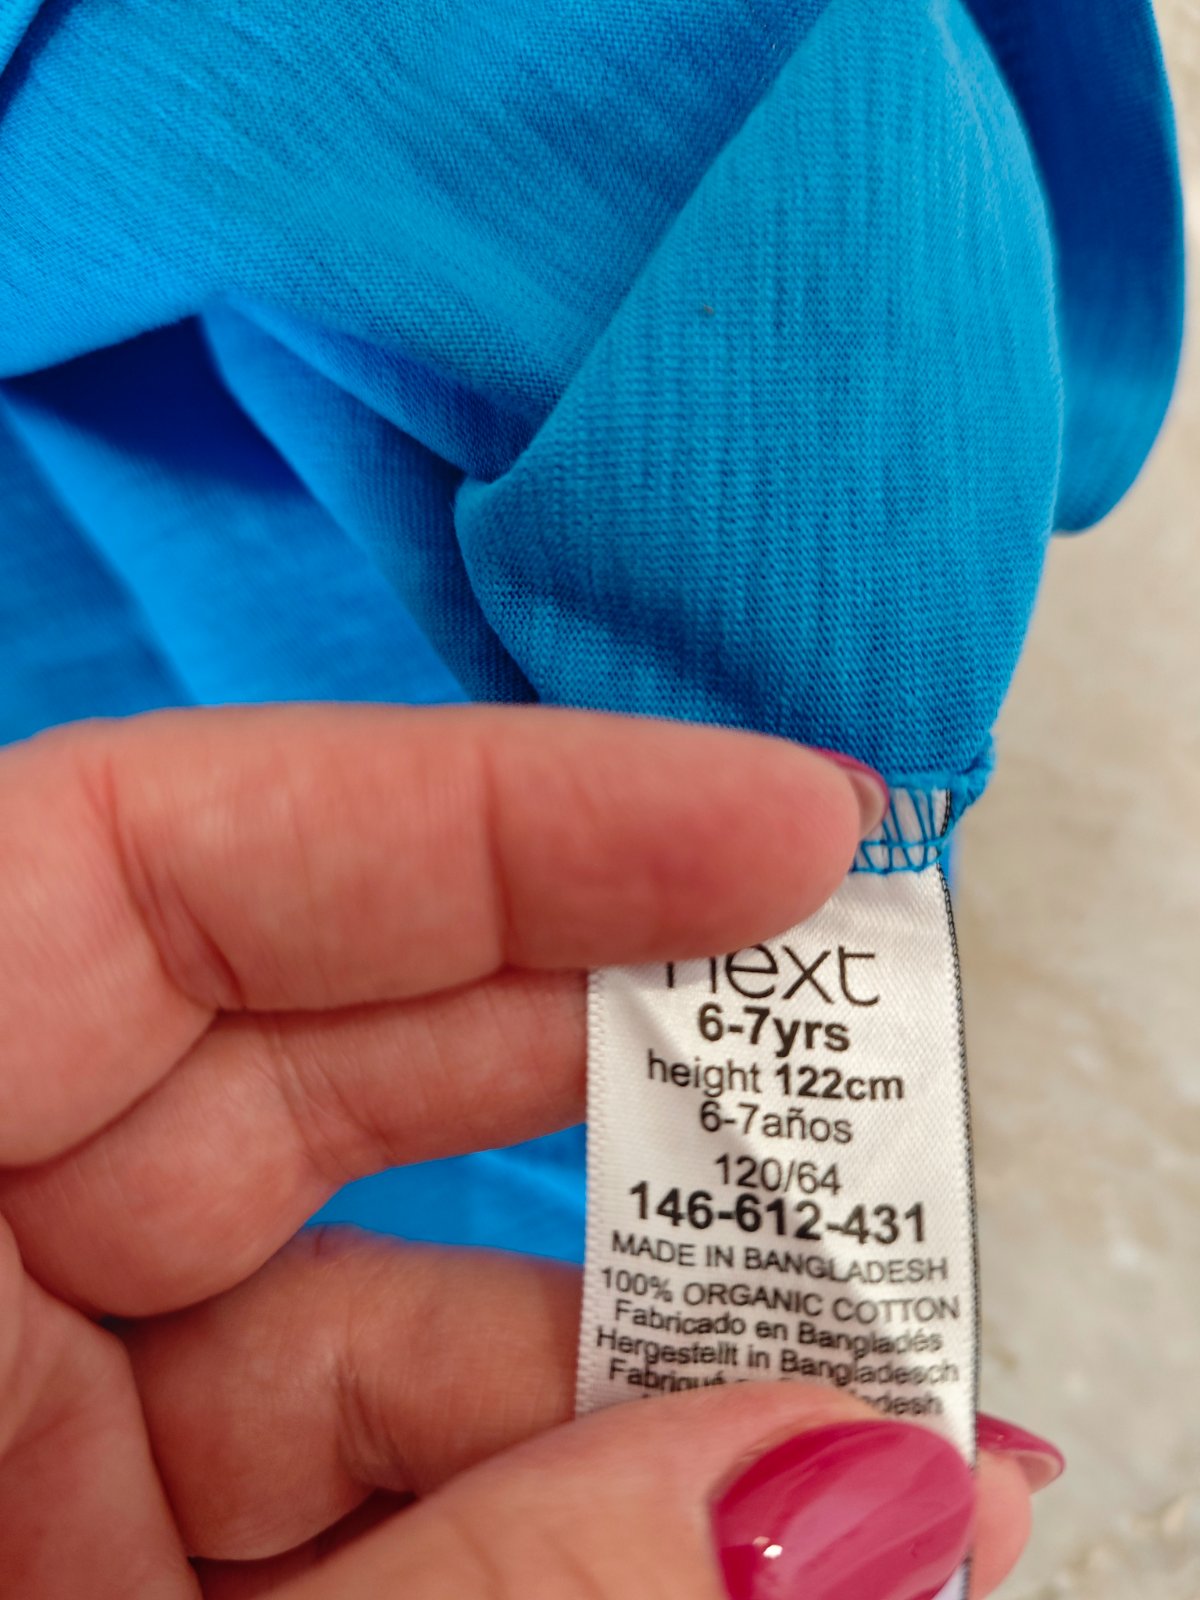 next
6-7yrs
height 122cm
6-7años
120/64
146-612-431
MADE IN BANGLADESH
100% ORGANIC COTTON
Fabricado en Bangladés
Hergestellt in Bangladesch
Fabriqué